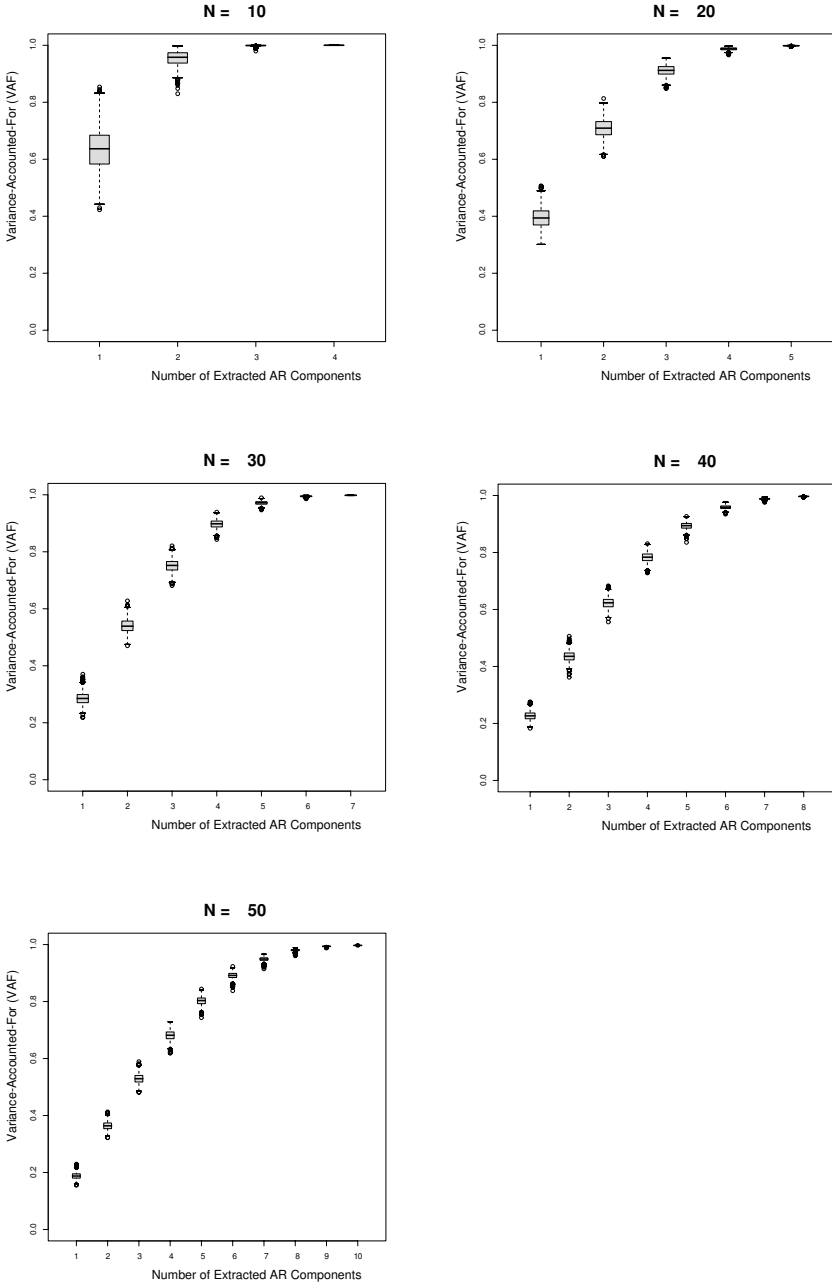 N = 10
Variance-Accounted-For (VAF)
1.0
0.8
0.6
0.4
0.2
0.0
1 2 3 4
Number of Extracted AR Components
N = 20
Variance-Accounted-For (VAF)
1.0
0.8
0.6
0.4
0.2
0.0
1 2 3 4 5
Number of Extracted AR Components
N = 30
Variance-Accounted-For (VAF)
1.0
0.8
0.6
0.4
0.2
0.0
1 2 3 4 5 6 7
Number of Extracted AR Components
N = 40
Variance-Accounted-For (VAF)
1.0
0.8
0.6
0.4
0.2
0.0
1 2 3 4 5 6 7 8
Number of Extracted AR Components
N = 50
Variance-Accounted-For (VAF)
1.0
0.8
0.6
0.4
0.2
0.0
1 2 3 4 5 6 7 8 9 10
Number of Extracted AR Components